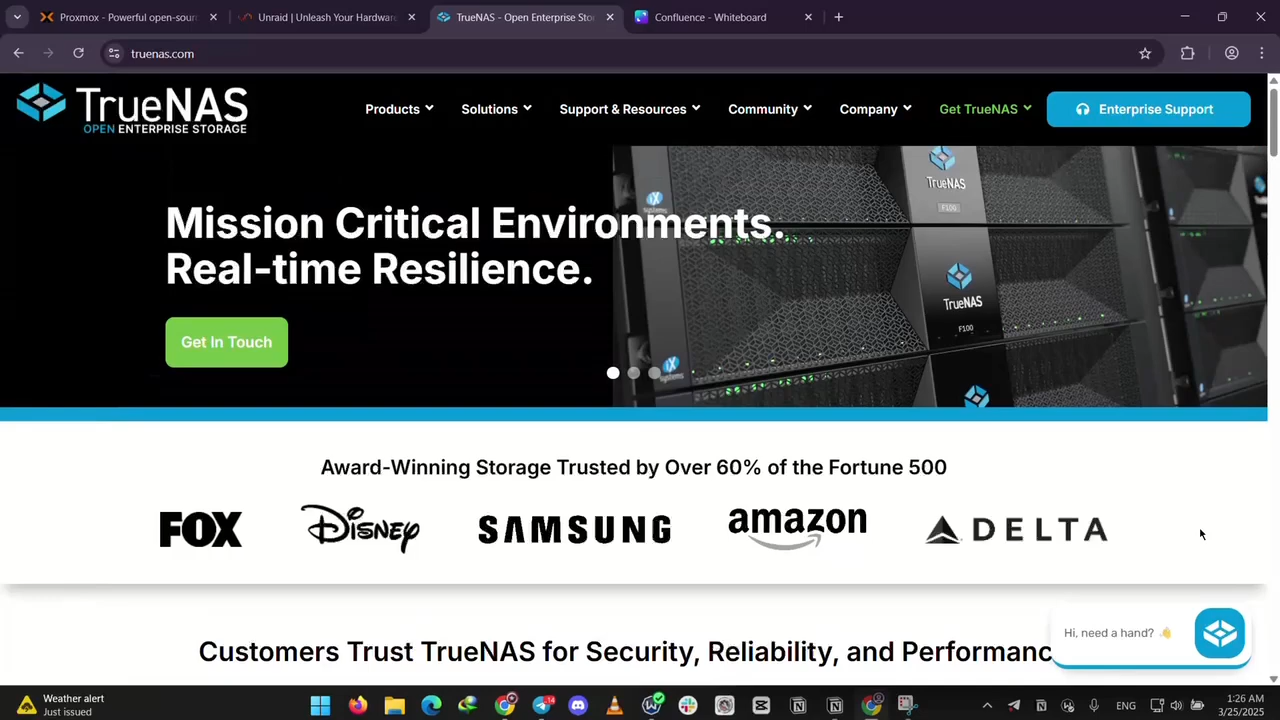 Proxmox - Powerful open-sour
Unraid | Unleash Your Hardware
TrueNAS - Open Enterprise Stor
Confluence - Whiteboard
truenas.com
TrueNAS
OPEN ENTERPRISE STORAGE
Products
Solutions
Support & Resources
Community
Company
Get TrueNAS
Enterprise Support
Mission Critical Environments.
Real-time Resilience.
Get In Touch
TrueNAS
F100
TrueNAS
F100
Award-Winning Storage Trusted by Over 60% of the Fortune 500
FOX
Disney
SAMSUNG
amazon
DELTA
Hi, need a hand? 👋
Customers Trust TrueNAS for Security, Reliability, and Performanc
Weather alert
Just issued
14
ENG
1:26 AM
3/25/2025